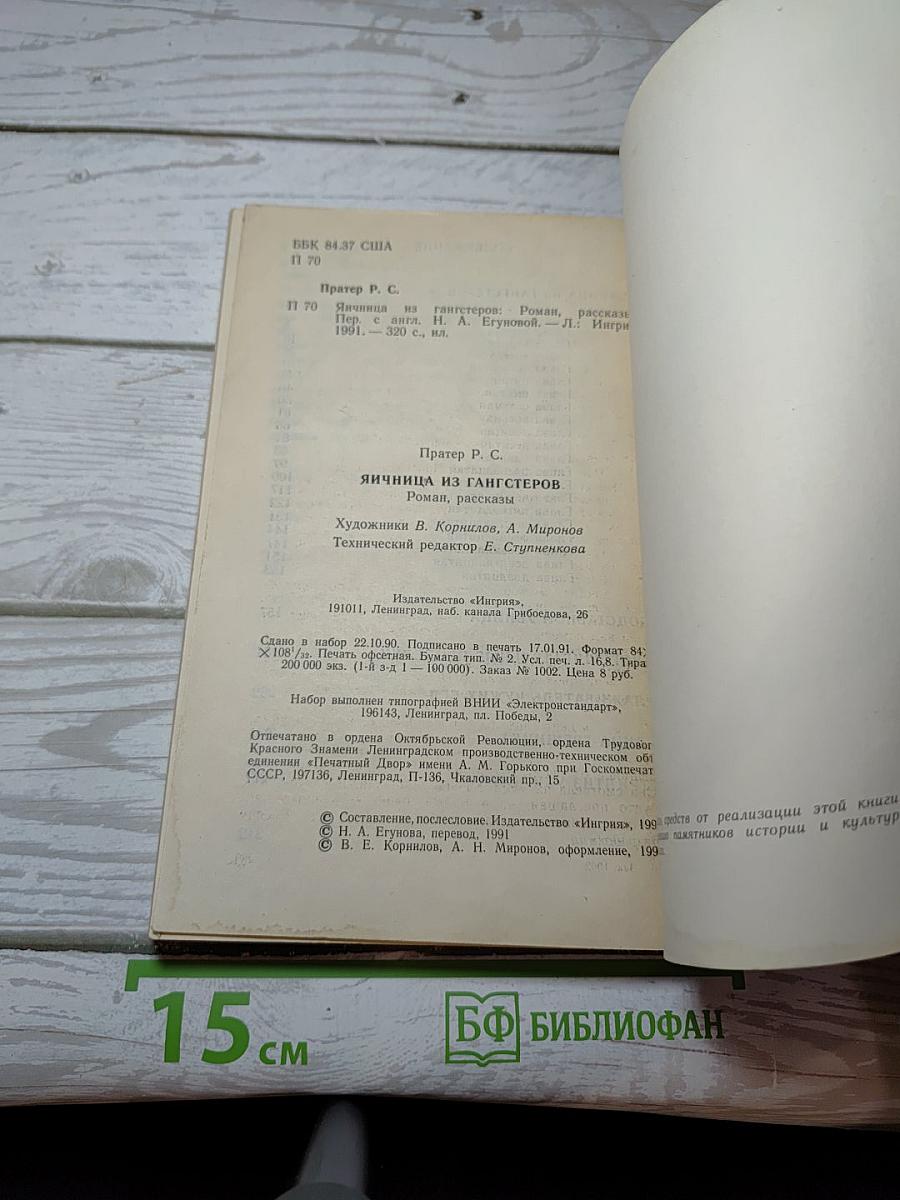 ББК 84.37 США
П 70
Пратер Р. С.
П 70 Яичница из гангстеров: Роман, рассказы
Пер. с англ. Н. А. Егуновой. — Л.: Ингри
1991. — 320 с., ил.
Пратер Р. С.
ЯИЧНИЦА ИЗ ГАНГСТЕРОВ
Роман, рассказы
Художники В. Корнилов, А. Миронов
Технический редактор Е. Ступненкова
Издательство «Ингрия»,
191011, Ленинград, наб. канала Грибоедова, 26
Сдано в набор 22.10.90. Подписано в печать 17.01.91. Формат 84
×108¹/₃₂. Печать офсетная. Бумага тип. № 2. Усл. печ. л. 16,8. Тира
200 000 экз. (1-й з-д 1 — 100 000). Заказ № 1002. Цена 8 руб.
Набор выполнен типографией ВНИИ «Электронстандарт»,
196143, Ленинград, пл. Победы, 2
Отпечатано в ордена Октябрьской Революции, ордена Трудовог
Красного Знамени Ленинградском производственно-техническом об
единении «Печатный Двор» имени А. М. Горького при Госкомпечат
СССР, 197136, Ленинград, П-136, Чкаловский пр., 15
© Составление, послесловие. Издательство «Ингрия», 199
© Н. А. Егунова, перевод, 1991
© В. Е. Корнилов, А. Н. Миронов, оформление, 199
средств от реализации этой книги
памятников истории и культур
15 см
БФ БИБЛИОФАН